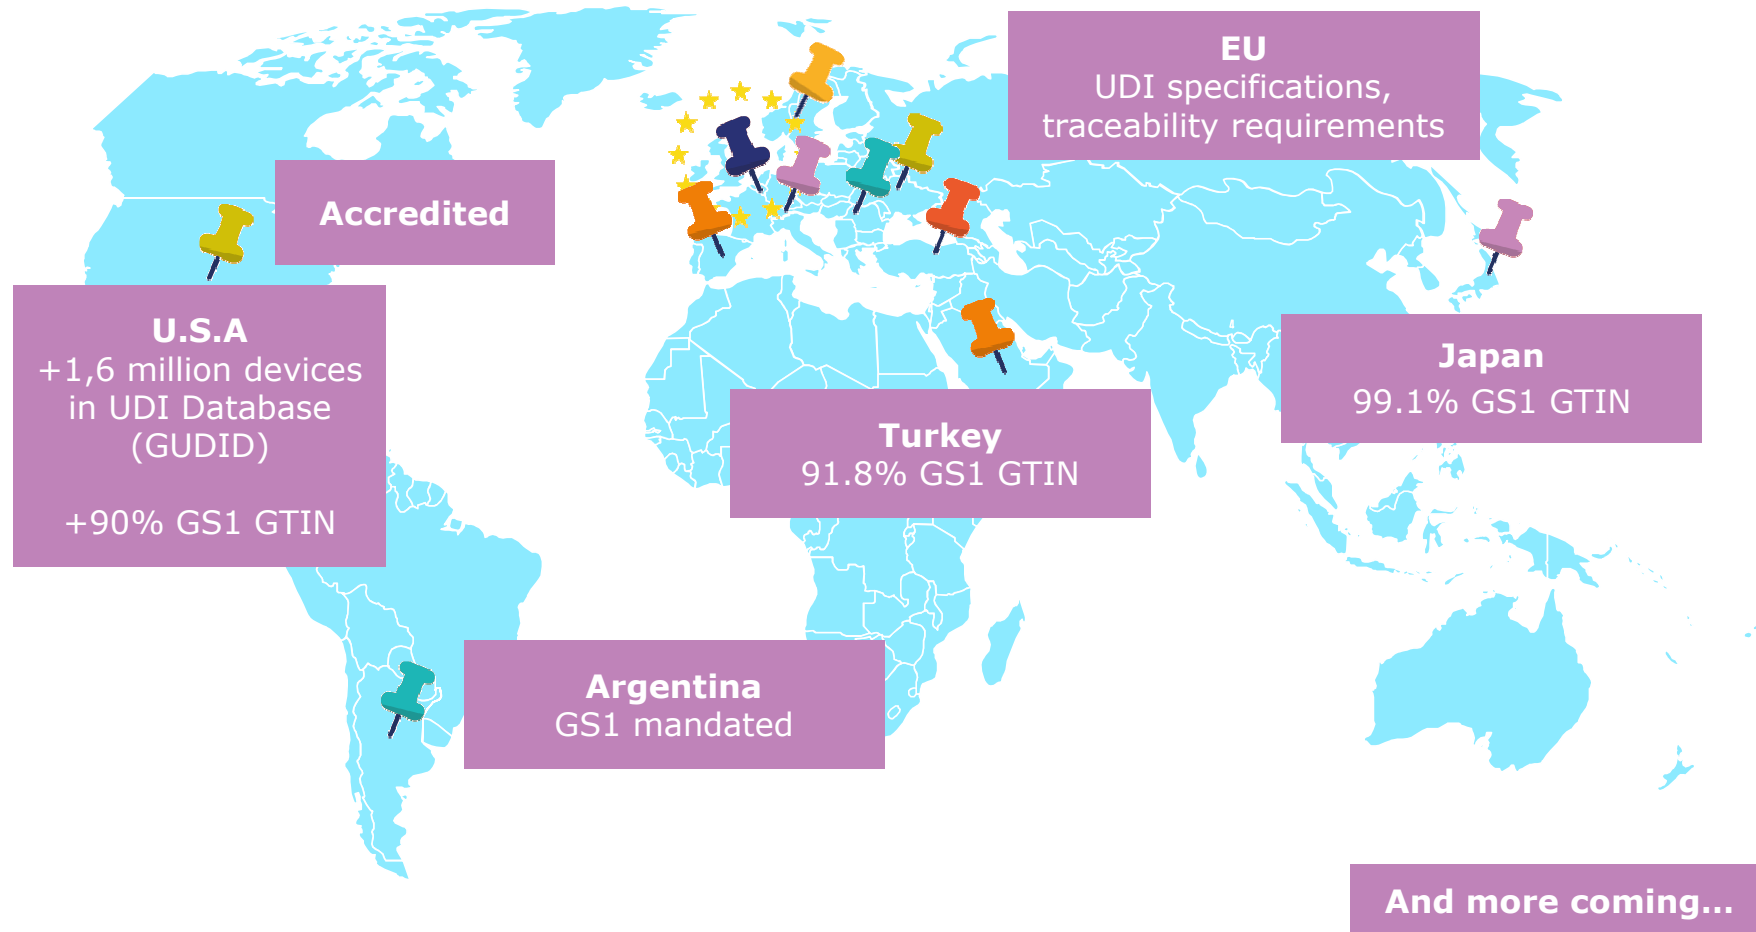 EU
UDI specifications,
traceability requirements
Accredited
U.S.A
+1,6 million devices
in UDI Database
(GUDID)
+90% GS1 GTIN
Japan
99.1% GS1 GTIN
Turkey
91.8% GS1 GTIN
Argentina
GS1 mandated
And more coming...